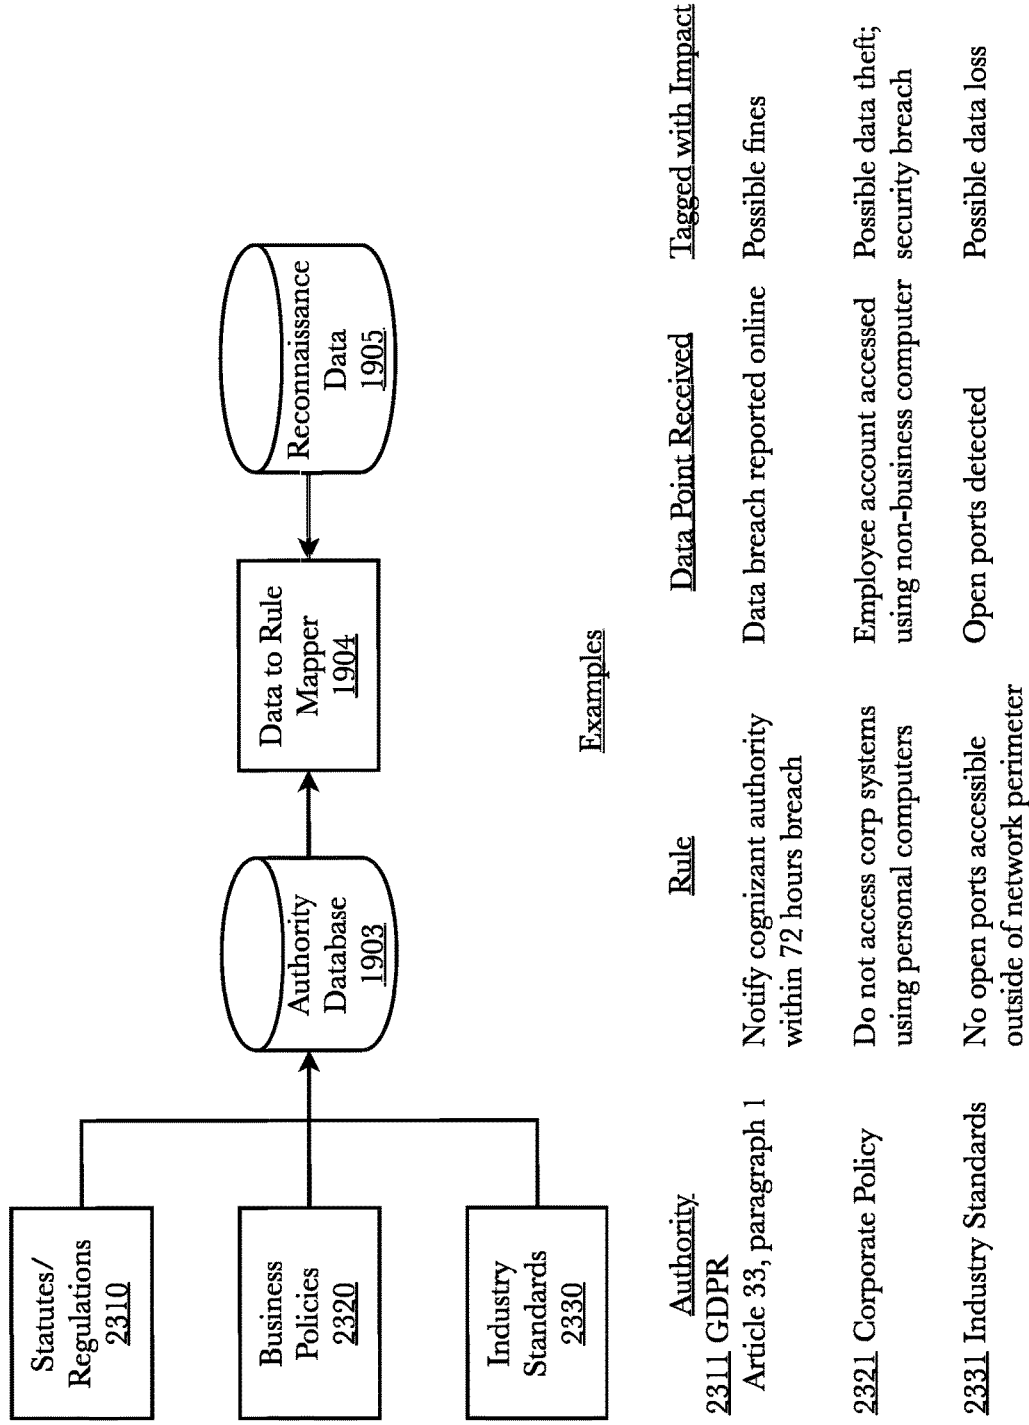 Statutes/
Regulations
2310
Business
Policies
2320
Industry
Standards
2330
Authority
Database
1903
Data to Rule
Mapper
1904
Reconnaissance
Data
1905
Examples
Authority
Rule
Data Point Received
Tagged with Impact
2311 GDPR
Article 33, paragraph 1
Notify cognizant authority
within 72 hours breach
Data breach reported online
Possible fines
2321 Corporate Policy
Do not access corp systems
using personal computers
Employee account accessed
using non-business computer
Possible data theft;
security breach
2331 Industry Standards
No open ports accessible
outside of network perimeter
Open ports detected
Possible data loss